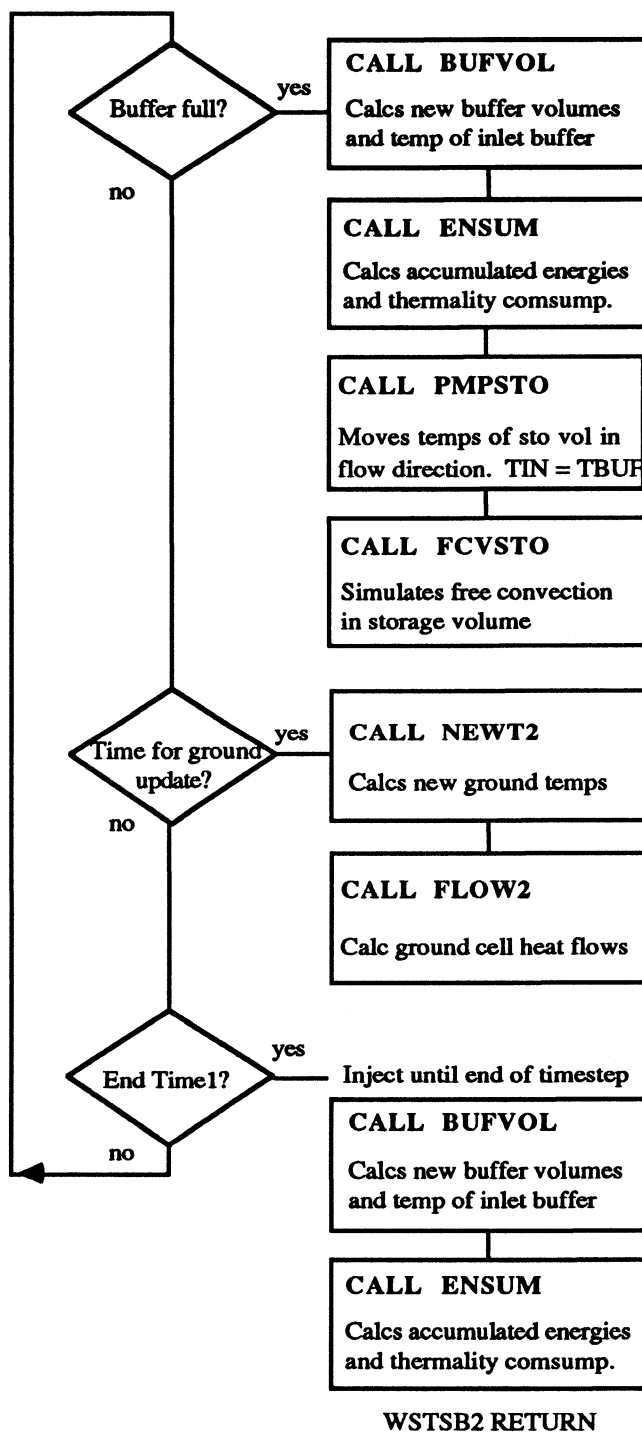 Buffer full?
yes
no
CALL BUFVOL
Calcs new buffer volumes
and temp of inlet buffer
CALL ENSUM
Calcs accumulated energies
and thermality comsump.
CALL PMPSTO
Moves temps of sto vol in
flow direction. TIN = TBUF
CALL FCVSTO
Simulates free convection
in storage volume
Time for ground
update?
yes
no
CALL NEWT2
Calcs new ground temps
CALL FLOW2
Calc ground cell heat flows
End Time1?
yes
no
Inject until end of timestep
CALL BUFVOL
Calcs new buffer volumes
and temp of inlet buffer
CALL ENSUM
Calcs accumulated energies
and thermality comsump.
WSTSB2 RETURN